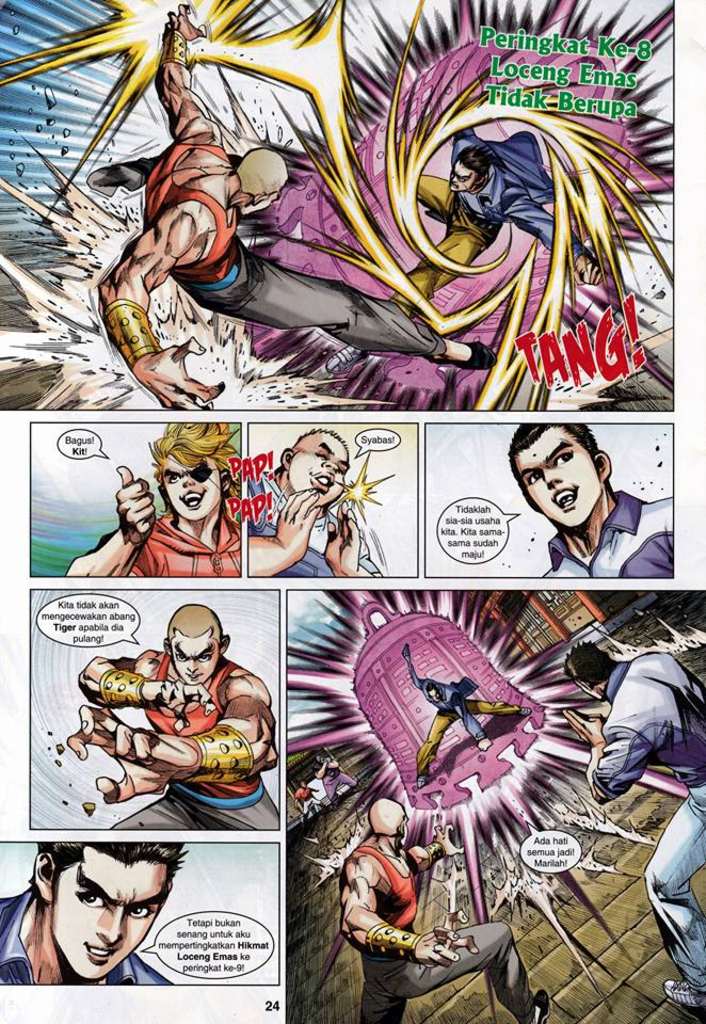 Peringkat Ke-8
Loceng Emas
Tidak Berupa
TANG!
Bagus!
Kit!
PAP!
PAP!
Syabas!
Tidaklah
sia-sia usaha
kita. Kita sama-
sama sudah
maju!
Kita tidak akan
mengecewakan abang
Tiger apabila dia
pulang!
Ada hati
semua jadi!
Marilah!
Tetapi bukan
senang untuk aku
mempertingkatkan Hikmat
Loceng Emas ke
peringkat ke-9!
24